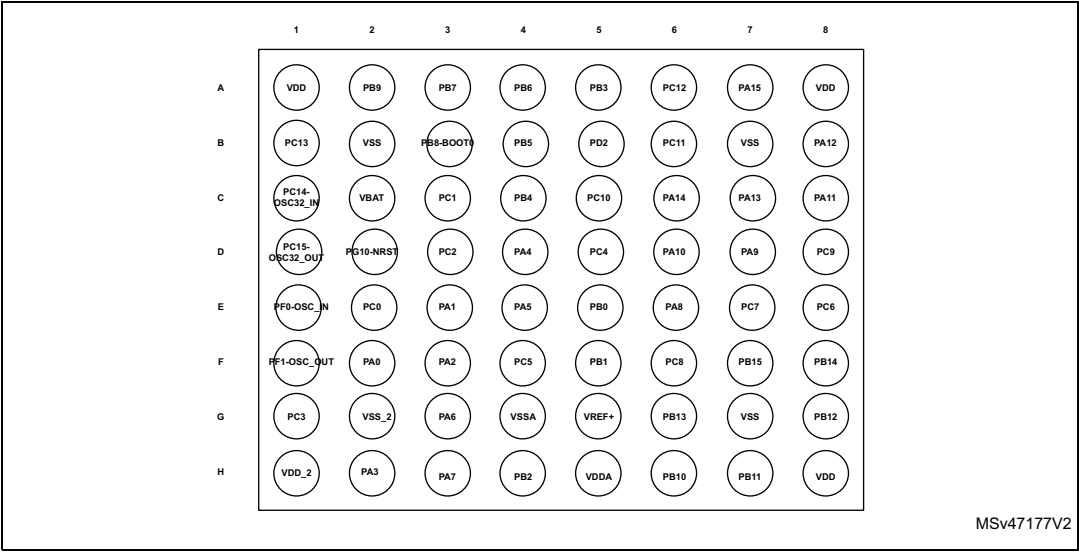 1 2 3 4 5 6 7 8
A VDD PB9 PB7 PB6 PB3 PC12 PA15 VDD
B PC13 VSS PB8-BOOT0 PB5 PD2 PC11 VSS PA12
C PC14-OSC32_IN VBAT PC1 PB4 PC10 PA14 PA13 PA11
D PC15-OSC32_OUT PG10-NRST PC2 PA4 PC4 PA10 PA9 PC9
E PF0-OSC_IN PC0 PA1 PA5 PB0 PA8 PC7 PC6
F PF1-OSC_OUT PA0 PA2 PC5 PB1 PC8 PB15 PB14
G PC3 VSS_2 PA6 VSSA VREF+ PB13 VSS PB12
H VDD_2 PA3 PA7 PB2 VDDA PB10 PB11 VDD
MSv47177V2